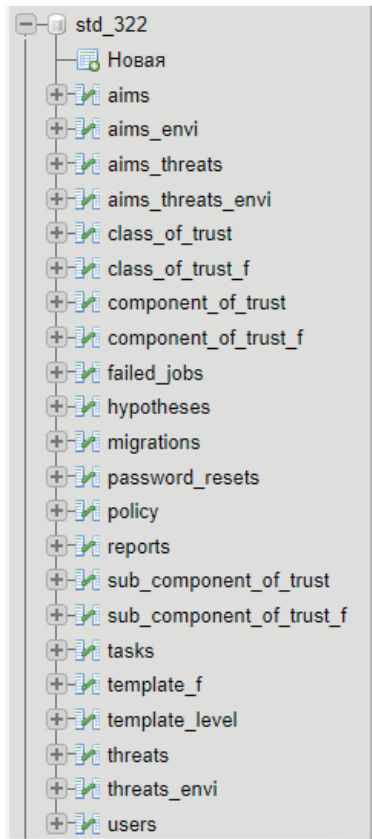 std_322
Новая
aims
aims_envi
aims_threats
aims_threats_envi
class_of_trust
class_of_trust_f
component_of_trust
component_of_trust_f
failed_jobs
hypotheses
migrations
password_resets
policy
reports
sub_component_of_trust
sub_component_of_trust_f
tasks
template_f
template_level
threats
threats_envi
users